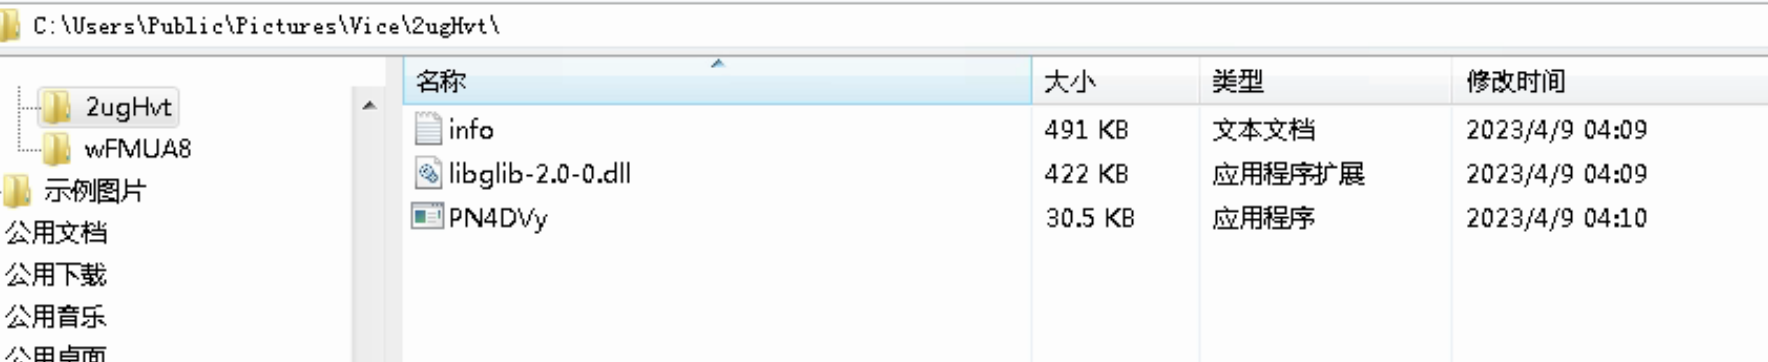 C:\Users\Public\Pictures\Vice\2ugHvt\
2ugHvt
wFMUA8
示例图片
公用文档
公用下载
公用音乐
公用桌面
名称 大小 类型 修改时间
info 491 KB 文本文档 2023/4/9 04:09
libglib-2.0-0.dll 422 KB 应用程序扩展 2023/4/9 04:09
PN4DVy 30.5 KB 应用程序 2023/4/9 04:10